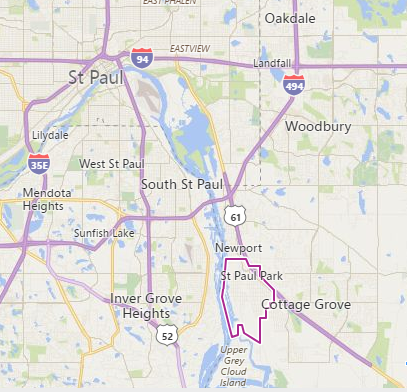 EAST PHALEN
Oakdale
EASTVIEW
94
Landfall
St Paul
494
Woodbury
Lilydale
35E
West St Paul
South St Paul
Mendota
Heights
61
Sunfish Lake
Newport
St Paul Park
Inver Grove
Heights
Cottage Grove
52
Upper
Grey
Cloud
Island